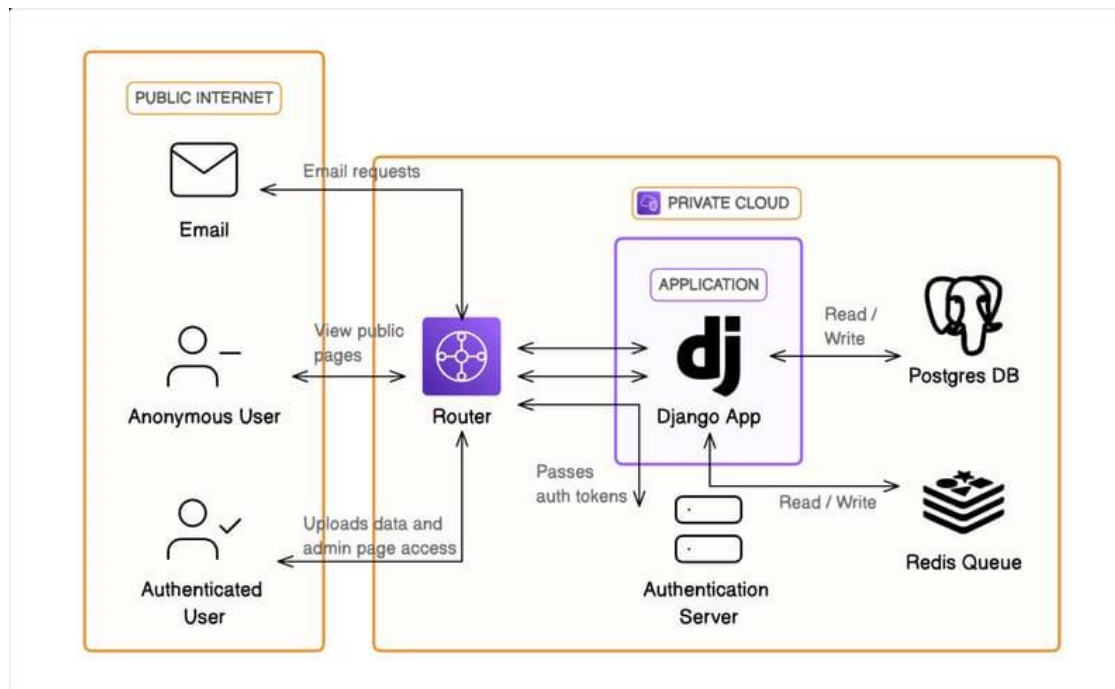 PUBLIC INTERNET
Email requests
Email
PRIVATE CLOUD
APPLICATION
View public
pages
Anonymous User
Router
dj
Django App
Read /
Write
Postgres DB
Passes
auth tokens
Read / Write
Redis Queue
Uploads data and
admin page access
Authenticated
User
Authentication
Server